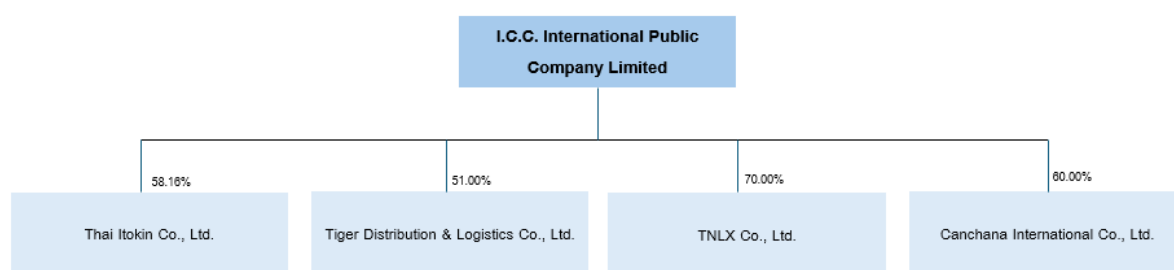 I.C.C. International Public
Company Limited
58.16%
51.00%
70.00%
60.00%
Thai Itokin Co., Ltd.
Tiger Distribution & Logistics Co., Ltd.
TNLX Co., Ltd.
Canchana International Co., Ltd.